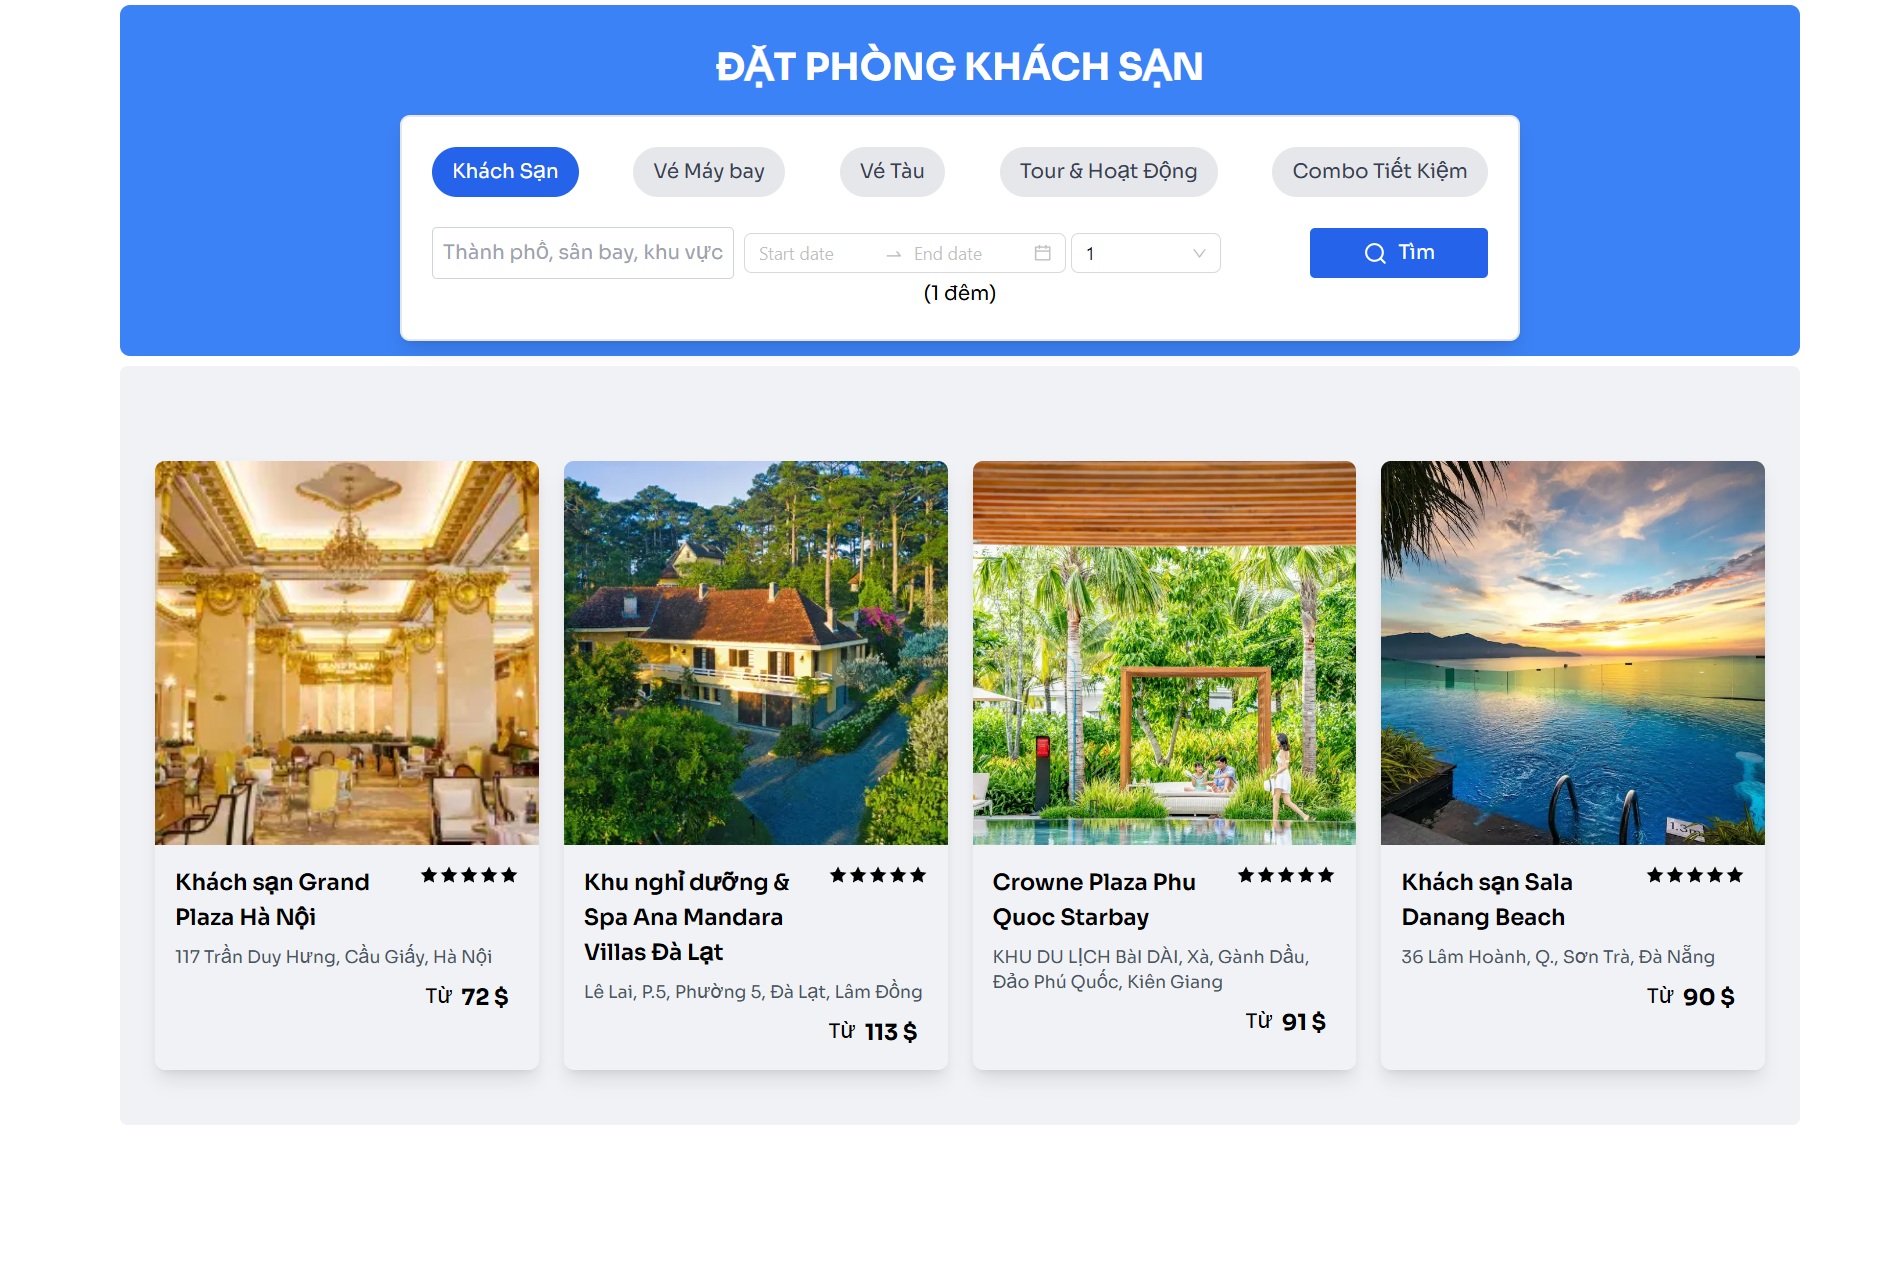 ĐẶT PHÒNG KHÁCH SẠN
Khách Sạn
Vé Máy bay
Vé Tàu
Tour & Hoạt Động
Combo Tiết Kiệm
Thành phố, sân bay, khu vực
Start date
End date
1
Tìm
(1 đêm)
GRAND PLAZA
1.3m
Khách sạn Grand
Plaza Hà Nội
117 Trần Duy Hưng, Cầu Giấy, Hà Nội
Từ 72 $
Khu nghỉ dưỡng &
Spa Ana Mandara
Villas Đà Lạt
Lê Lai, P.5, Phường 5, Đà Lạt, Lâm Đồng
Từ 113 $
Crowne Plaza Phu
Quoc Starbay
KHU DU LỊCH BàI DÀI, Xà, Gành Dầu,
Đảo Phú Quốc, Kiên Giang
Từ 91 $
Khách sạn Sala
Danang Beach
36 Lâm Hoành, Q., Sơn Trà, Đà Nẵng
Từ 90 $